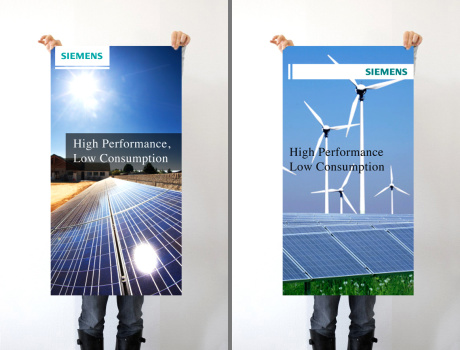 SIEMENS
High Performance,
Low Consumption
SIEMENS
High Performance
Low Consumption